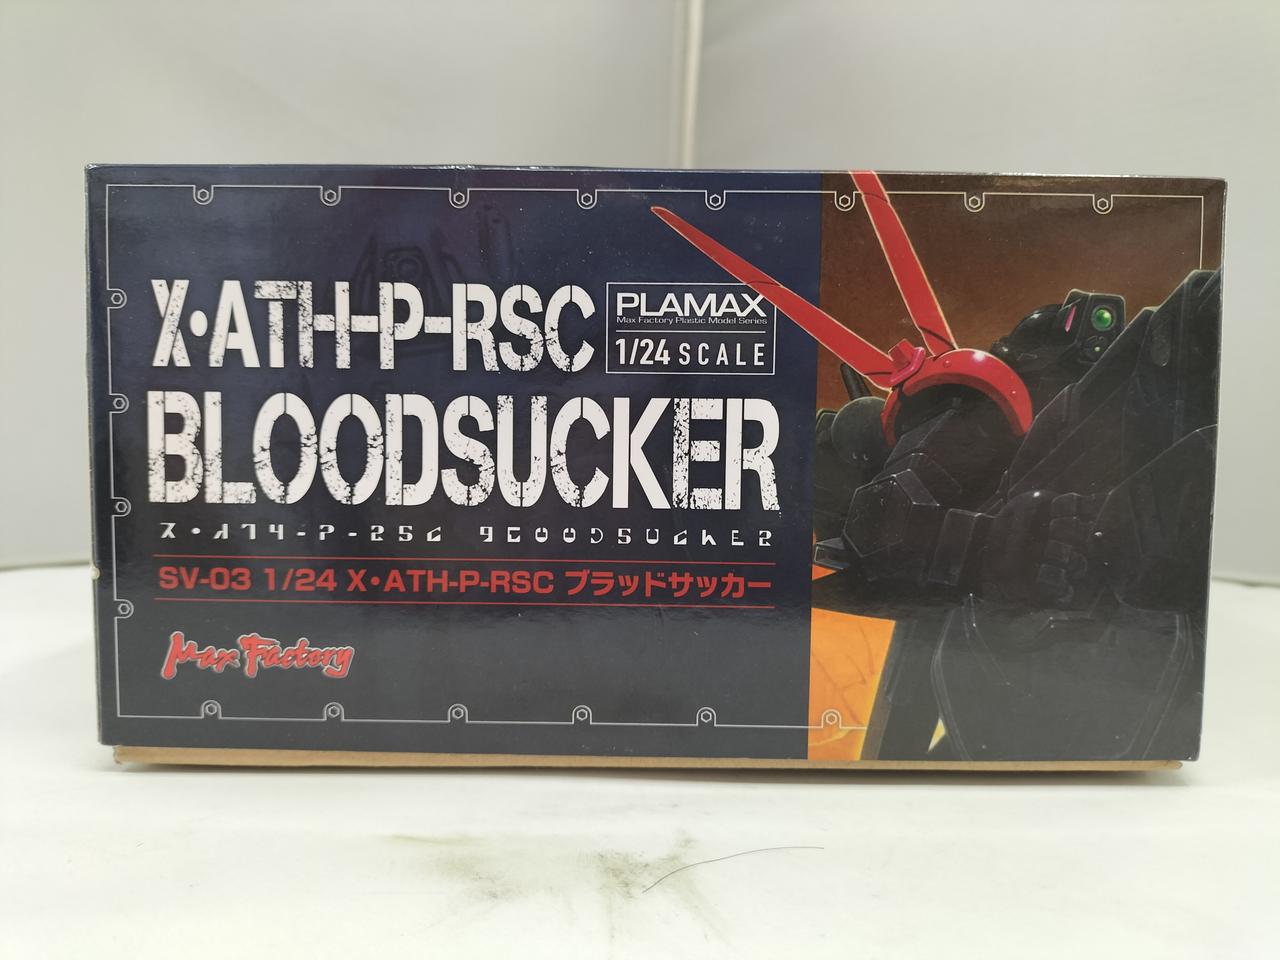 X•ATH-P-RSC
PLAMAX
Max Factory Plastic Model Series
1/24 SCALE
BLOODSUCKER
SV-03 1/24 X•ATH-P-RSC ブラッドサッカー
Max Factory